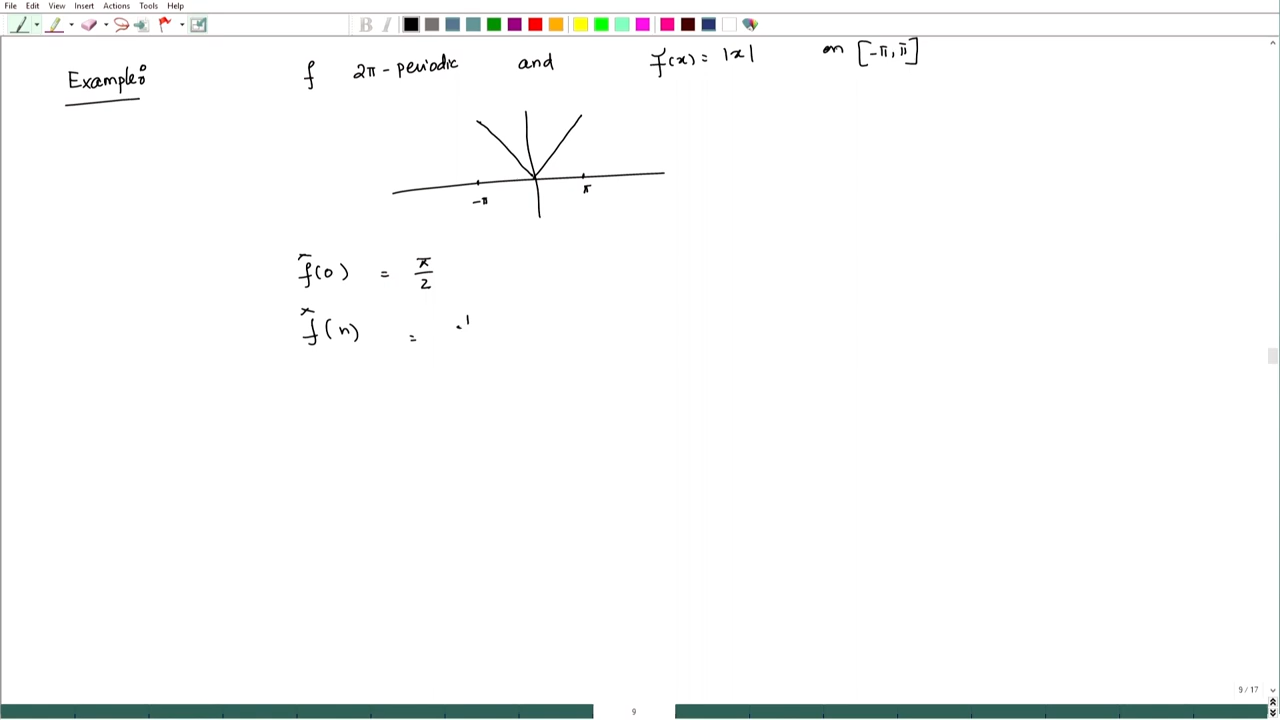 File Edit View Insert Actions Tools Help
B I
Example: f 2π-periodic and f(x) = |x| on [-π, π]
-π π
f̂(0) = π/2
f̂(n) =
9 / 17
9